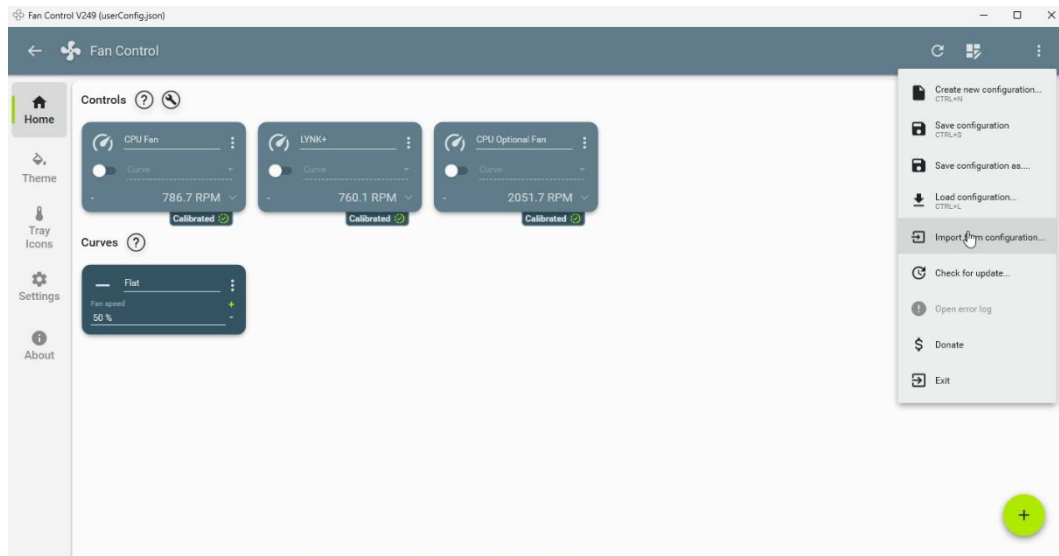 Fan Control V249 (userConfig.json)
Fan Control
Home
Theme
Tray
Icons
Settings
About
Controls
CPU Fan
Curve
- 786.7 RPM
Calibrated
LYNK+
Curve
- 760.1 RPM
Calibrated
CPU Optional Fan
Curve
- 2051.7 RPM
Calibrated
Curves
Flat
Fan speed
+
50 %
-
Create new configuration...
CTRL+N
Save configuration
CTRL+S
Save configuration as....
Load configuration...
CTRL+L
Import configuration...
Check for update...
Open error log
Donate
Exit